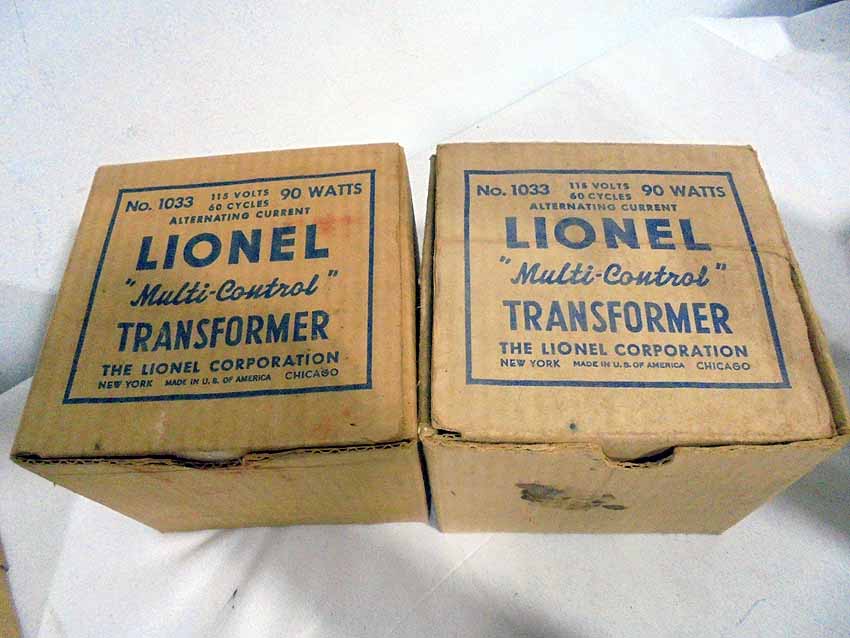 No. 1033 115 VOLTS 90 WATTS
60 CYCLES
ALTERNATING CURRENT
LIONEL
"Multi-Control"
TRANSFORMER
THE LIONEL CORPORATION
NEW YORK MADE IN U. S. OF AMERICA CHICAGO
No. 1033 115 VOLTS 90 WATTS
60 CYCLES
ALTERNATING CURRENT
LIONEL
"Multi-Control"
TRANSFORMER
THE LIONEL CORPORATION
NEW YORK MADE IN U. S. OF AMERICA CHICAGO